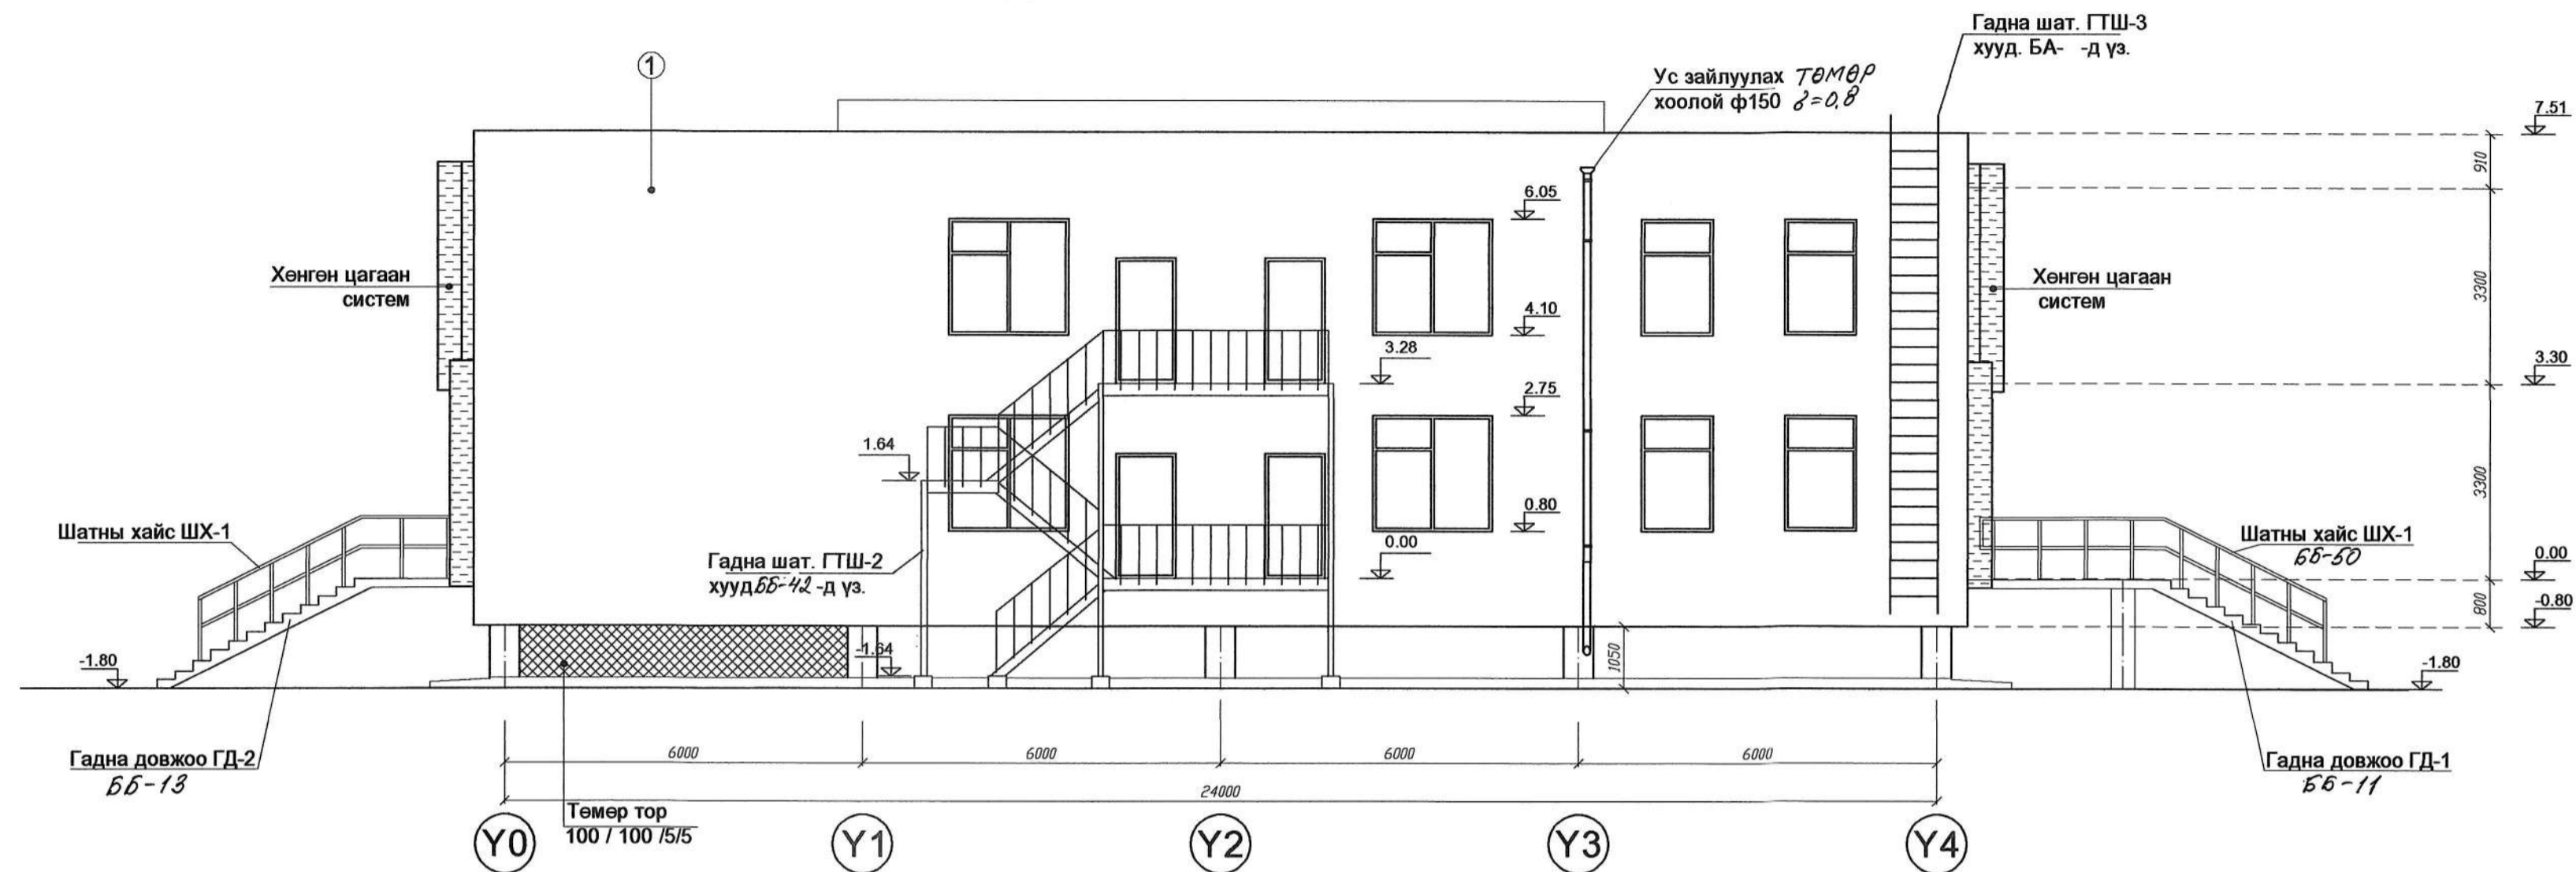 Гадна шат. ГТШ-3
хууд. БА- -д үз.
1
Ус зайлуулах төмөр
хоолой ф150 δ=0,8
7.51
910
6.05
Хөнгөн цагаан
систем
Хөнгөн цагаан
систем
3300
4.10
3.28
3.30
2.75
1.64
3300
0.80
Шатны хайс ШХ-1
Шатны хайс ШХ-1
ББ-50
0.00
0.00
Гадна шат. ГТШ-2
хууд ББ-42 -д үз.
800
-0.80
-1.80
-1.64
1050
-1.80
6000
6000
6000
6000
Гадна довжоо ГД-2
ББ-13
Гадна довжоо ГД-1
ББ-11
24000
Төмөр тор
100 / 100 /5/5
Y0
Y1
Y2
Y3
Y4